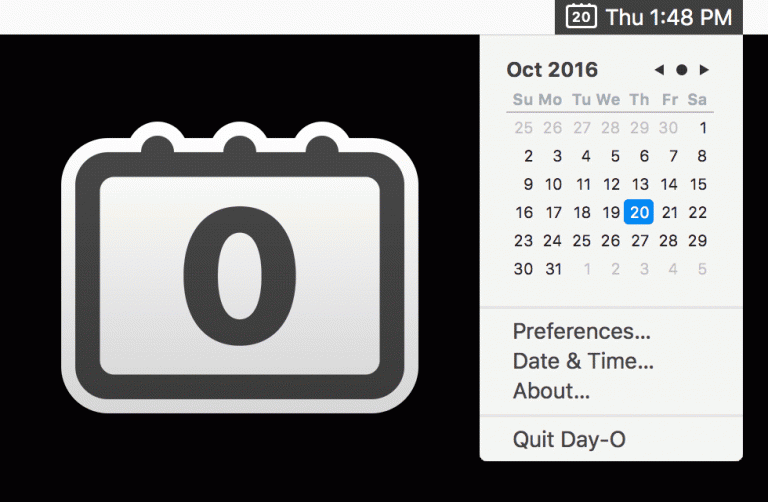 20 Thu 1:48 PM
Oct 2016
Su Mo Tu We Th Fr Sa
25 26 27 28 29 30 1
2 3 4 5 6 7 8
9 10 11 12 13 14 15
16 17 18 19 20 21 22
23 24 25 26 27 28 29
30 31 1 2 3 4 5
0
Preferences...
Date & Time...
About...
Quit Day-O